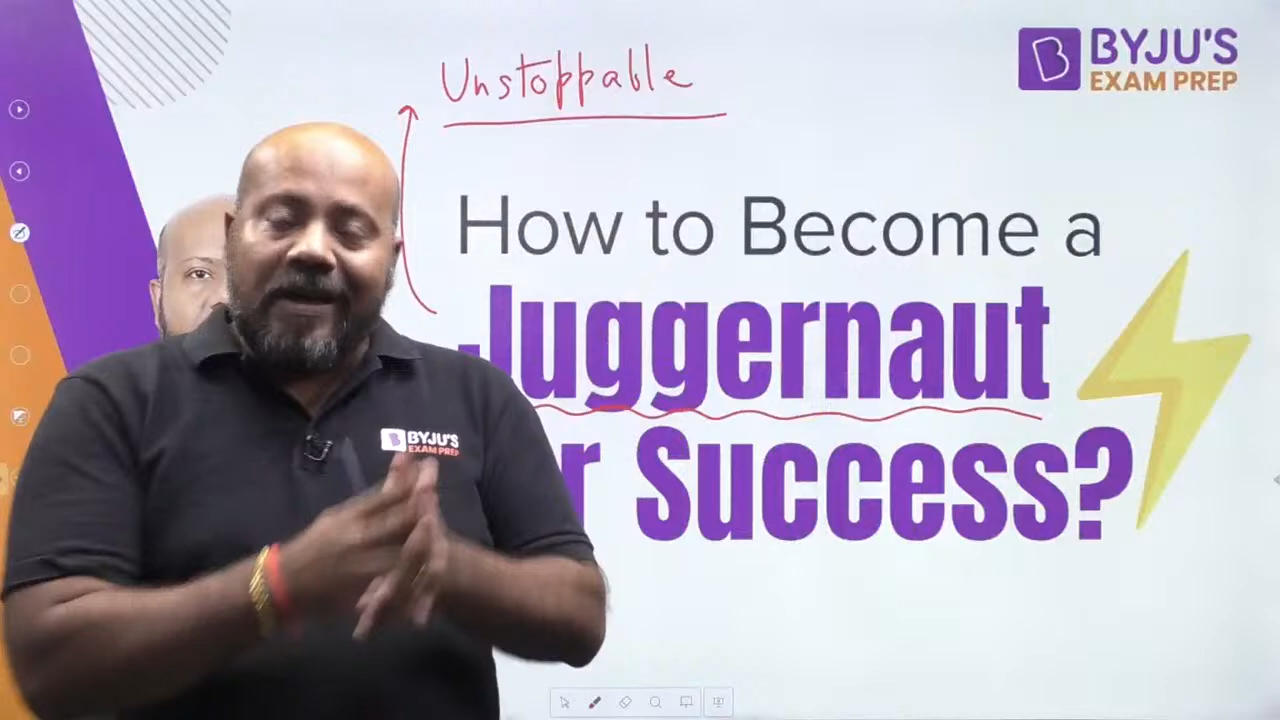 Unstoppable
BYJU'S
EXAM PREP
How to Become a
Juggernaut
Success?
BYJU'S
EXAM PREP